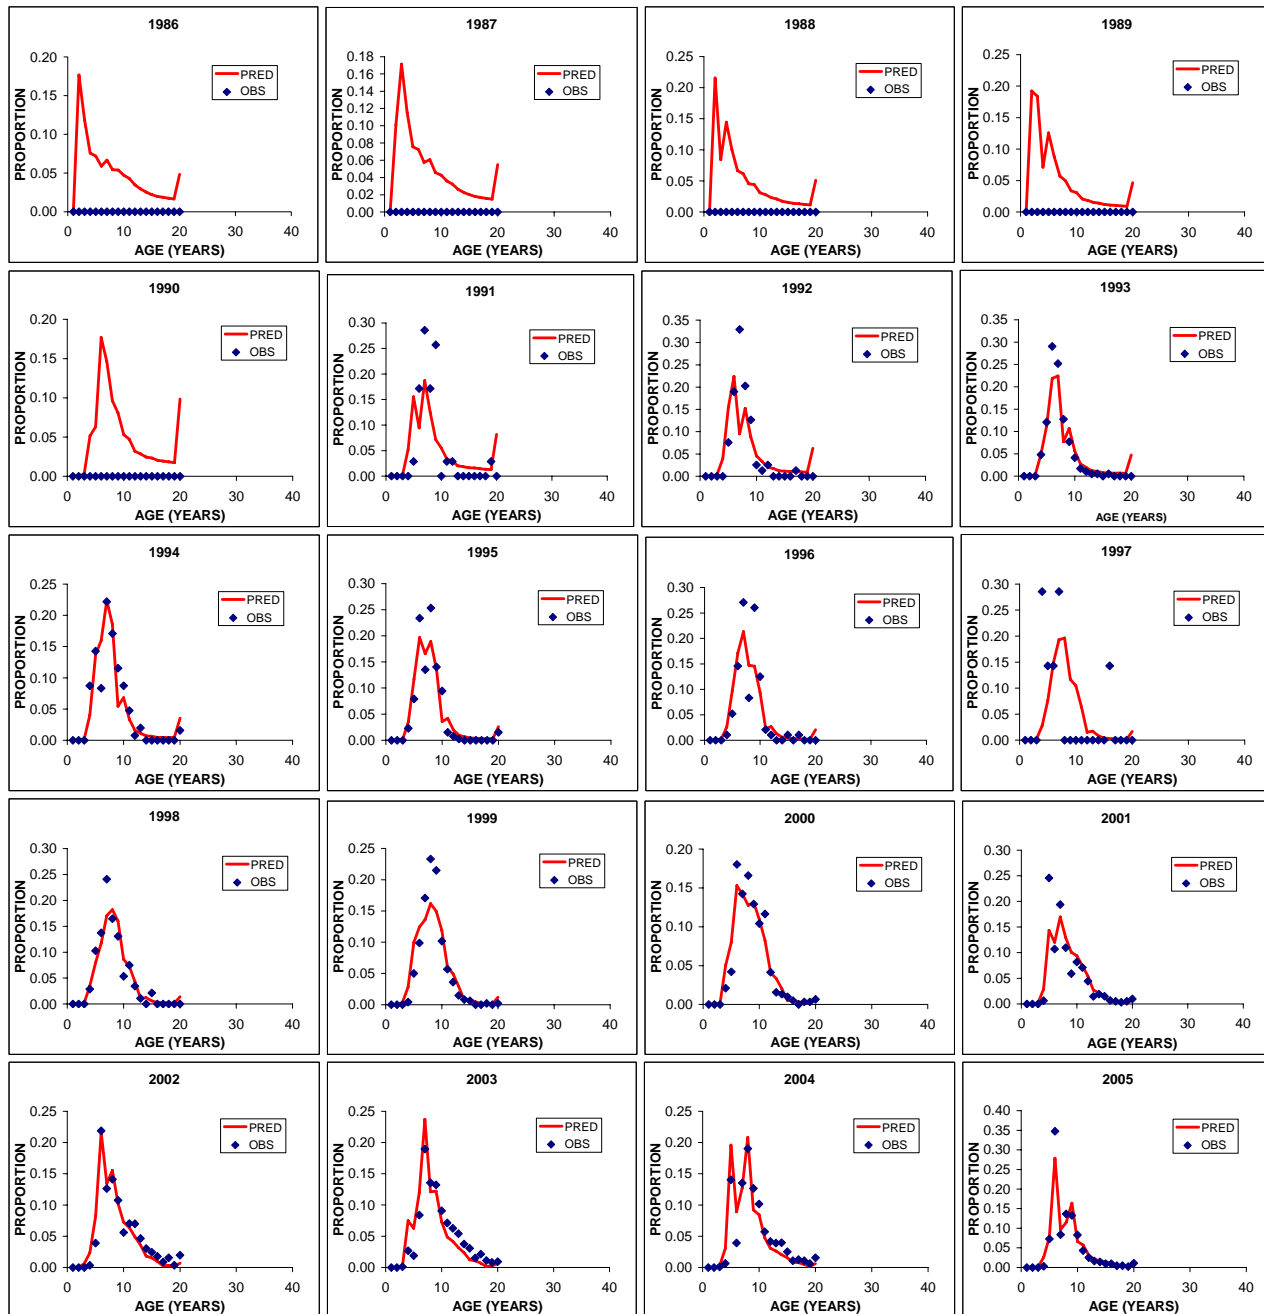 1986
PROPORTION
0.20
0.15
0.10
0.05
0.00
PRED
OBS
0 10 20 30 40
AGE (YEARS)
1987
PROPORTION
0.18
0.16
0.14
0.12
0.10
0.08
0.06
0.04
0.02
0.00
PRED
OBS
0 10 20 30 40
AGE (YEARS)
1988
PROPORTION
0.25
0.20
0.15
0.10
0.05
0.00
PRED
OBS
0 10 20 30 40
AGE (YEARS)
1989
PROPORTION
0.25
0.20
0.15
0.10
0.05
0.00
PRED
OBS
0 10 20 30 40
AGE (YEARS)
1990
PROPORTION
0.20
0.15
0.10
0.05
0.00
PRED
OBS
0 10 20 30 40
AGE (YEARS)
1991
PROPORTION
0.30
0.25
0.20
0.15
0.10
0.05
0.00
PRED
OBS
0 10 20 30 40
AGE (YEARS)
1992
PROPORTION
0.35
0.30
0.25
0.20
0.15
0.10
0.05
0.00
PRED
OBS
0 10 20 30 40
AGE (YEARS)
1993
PROPORTION
0.35
0.30
0.25
0.20
0.15
0.10
0.05
0.00
PRED
OBS
0 10 20 30 40
AGE (YEARS)
1994
PROPORTION
0.25
0.20
0.15
0.10
0.05
0.00
PRED
OBS
0 10 20 30 40
AGE (YEARS)
1995
PROPORTION
0.30
0.25
0.20
0.15
0.10
0.05
0.00
PRED
OBS
0 10 20 30 40
AGE (YEARS)
1996
PROPORTION
0.30
0.25
0.20
0.15
0.10
0.05
0.00
PRED
OBS
0 10 20 30 40
AGE (YEARS)
1997
PROPORTION
0.30
0.25
0.20
0.15
0.10
0.05
0.00
PRED
OBS
0 10 20 30 40
AGE (YEARS)
1998
PROPORTION
0.30
0.25
0.20
0.15
0.10
0.05
0.00
PRED
OBS
0 10 20 30 40
AGE (YEARS)
1999
PROPORTION
0.25
0.20
0.15
0.10
0.05
0.00
PRED
OBS
0 10 20 30 40
AGE (YEARS)
2000
PROPORTION
0.20
0.15
0.10
0.05
0.00
PRED
OBS
0 10 20 30 40
AGE (YEARS)
2001
PROPORTION
0.30
0.25
0.20
0.15
0.10
0.05
0.00
PRED
OBS
0 10 20 30 40
AGE (YEARS)
2002
PROPORTION
0.25
0.20
0.15
0.10
0.05
0.00
PRED
OBS
0 10 20 30 40
AGE (YEARS)
2003
PROPORTION
0.25
0.20
0.15
0.10
0.05
0.00
PRED
OBS
0 10 20 30 40
AGE (YEARS)
2004
PROPORTION
0.25
0.20
0.15
0.10
0.05
0.00
PRED
OBS
0 10 20 30 40
AGE (YEARS)
2005
PROPORTION
0.40
0.35
0.30
0.25
0.20
0.15
0.10
0.05
0.00
PRED
OBS
0 10 20 30 40
AGE (YEARS)